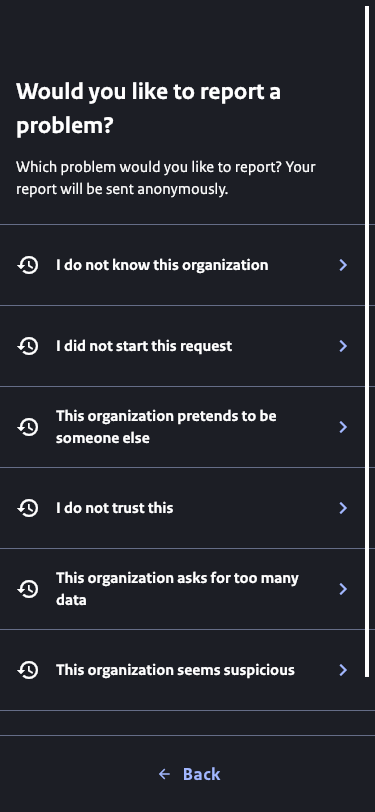 Would you like to report a
problem?
Which problem would you like to report? Your
report will be sent anonymously.
I do not know this organization
I did not start this request
This organization pretends to be
someone else
I do not trust this
This organization asks for too many
data
This organization seems suspicious
Back